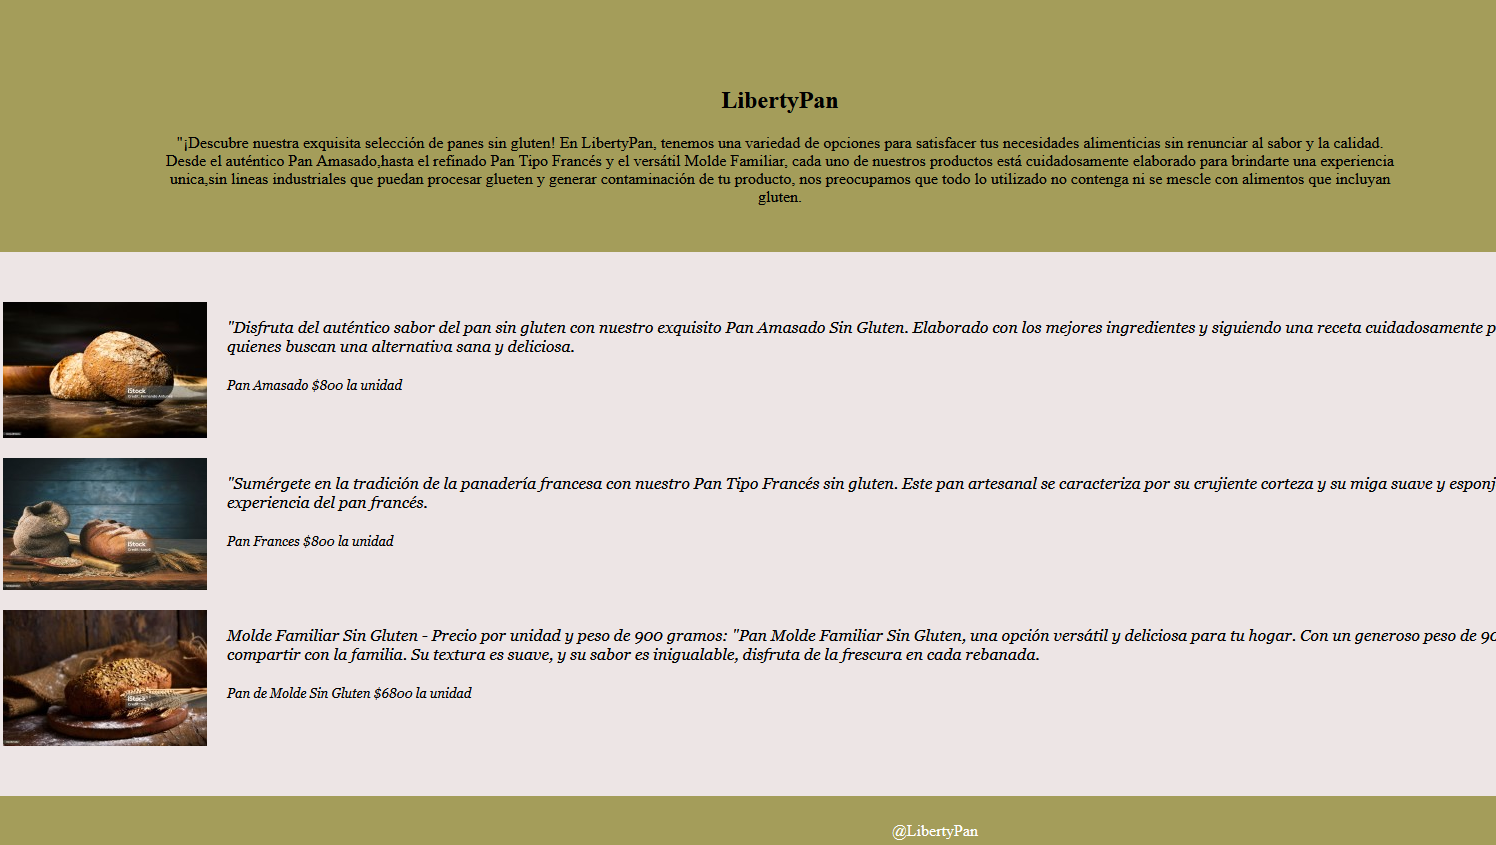 LibertyPan
"¡Descubre nuestra exquisita selección de panes sin gluten! En LibertyPan, tenemos una variedad de opciones para satisfacer tus necesidades alimenticias sin renunciar al sabor y la calidad.
Desde el auténtico Pan Amasado,hasta el refinado Pan Tipo Francés y el versátil Molde Familiar, cada uno de nuestros productos está cuidadosamente elaborado para brindarte una experiencia
unica,sin lineas industriales que puedan procesar glueten y generar contaminación de tu producto, nos preocupamos que todo lo utilizado no contenga ni se mescle con alimentos que incluyan
gluten.
"Disfruta del auténtico sabor del pan sin gluten con nuestro exquisito Pan Amasado Sin Gluten. Elaborado con los mejores ingredientes y siguiendo una receta cuidadosamente p
quienes buscan una alternativa sana y deliciosa.
Pan Amasado $800 la unidad
iStock
"Sumérgete en la tradición de la panadería francesa con nuestro Pan Tipo Francés sin gluten. Este pan artesanal se caracteriza por su crujiente corteza y su miga suave y esponj
experiencia del pan francés.
Pan Frances $800 la unidad
iStock
Molde Familiar Sin Gluten - Precio por unidad y peso de 900 gramos: "Pan Molde Familiar Sin Gluten, una opción versátil y deliciosa para tu hogar. Con un generoso peso de 90
compartir con la familia. Su textura es suave, y su sabor es inigualable, disfruta de la frescura en cada rebanada.
Pan de Molde Sin Gluten $6800 la unidad
iStock
@LibertyPan